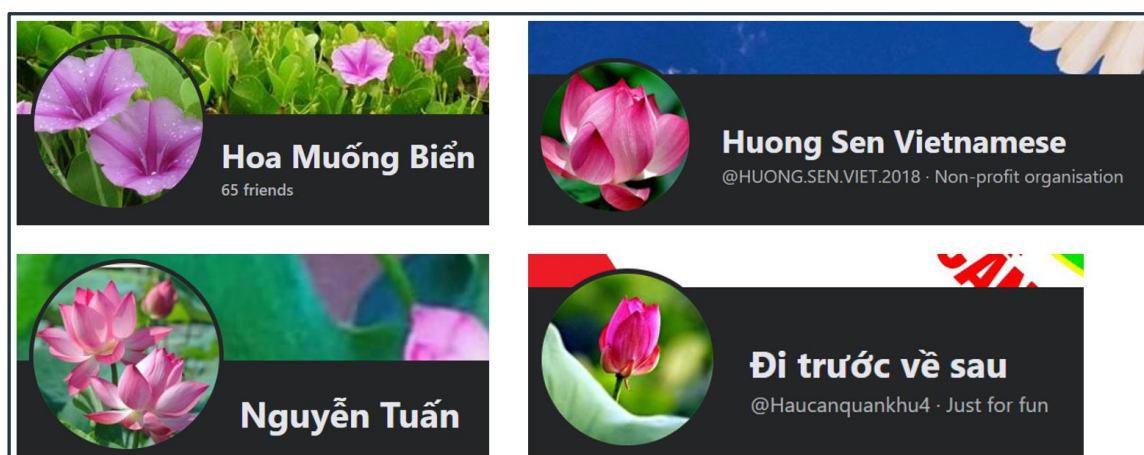 Hoa Muống Biển
65 friends
Huong Sen Vietnamese
@HUONG.SEN.VIET.2018 · Non-profit organisation
Nguyễn Tuấn
Đi trước về sau
@Haucanquankhu4 · Just for fun